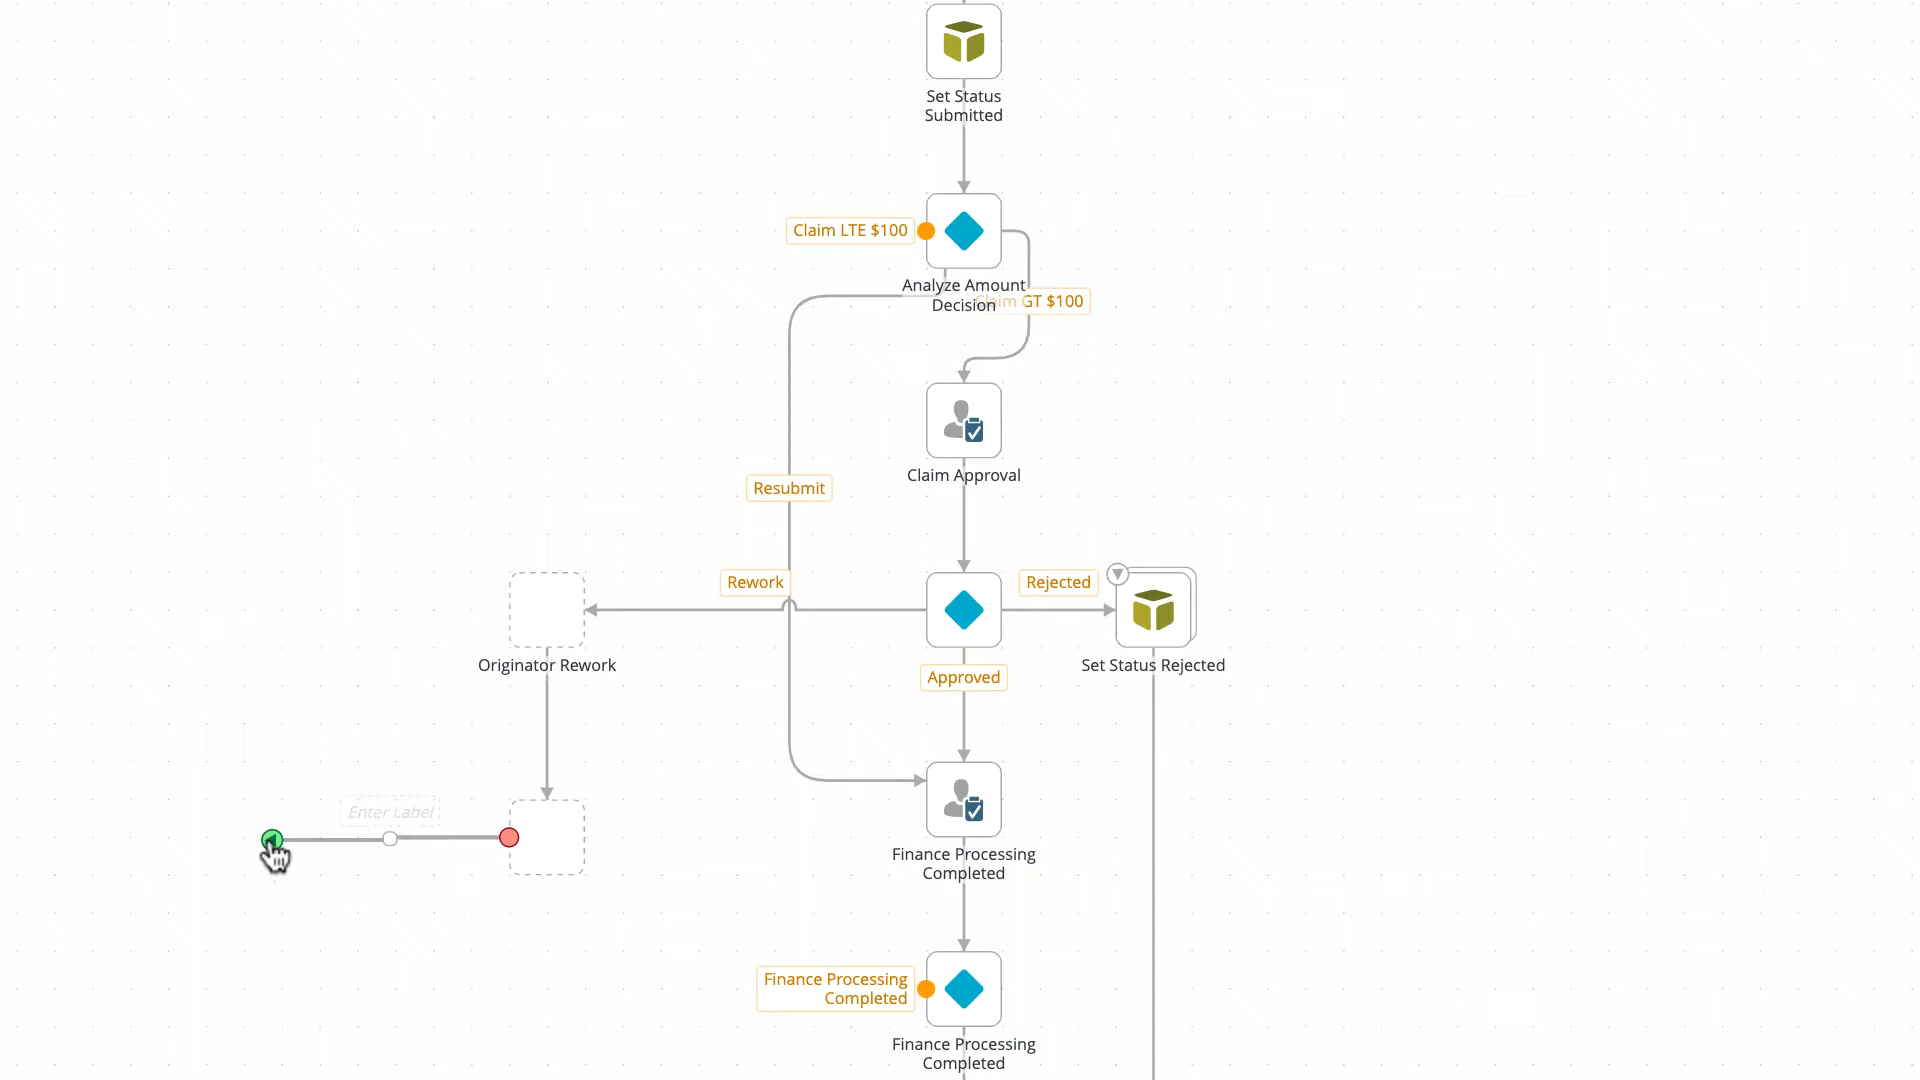 Set Status
Submitted
Claim LTE $100
Analyze Amount
Decision
Claim GT $100
Claim Approval
Resubmit
Rework
Rejected
Originator Rework
Set Status Rejected
Approved
Enter Label
Finance Processing
Completed
Finance Processing
Completed
Finance Processing
Completed